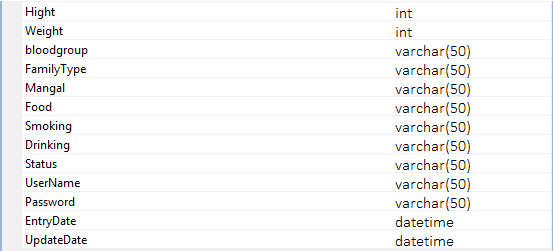 Hight int
Weight int
bloodgroup varchar(50)
FamilyType varchar(50)
Mangal varchar(50)
Food varchar(50)
Smoking varchar(50)
Drinking varchar(50)
Status varchar(50)
UserName varchar(50)
Password varchar(50)
EntryDate datetime
UpdateDate datetime